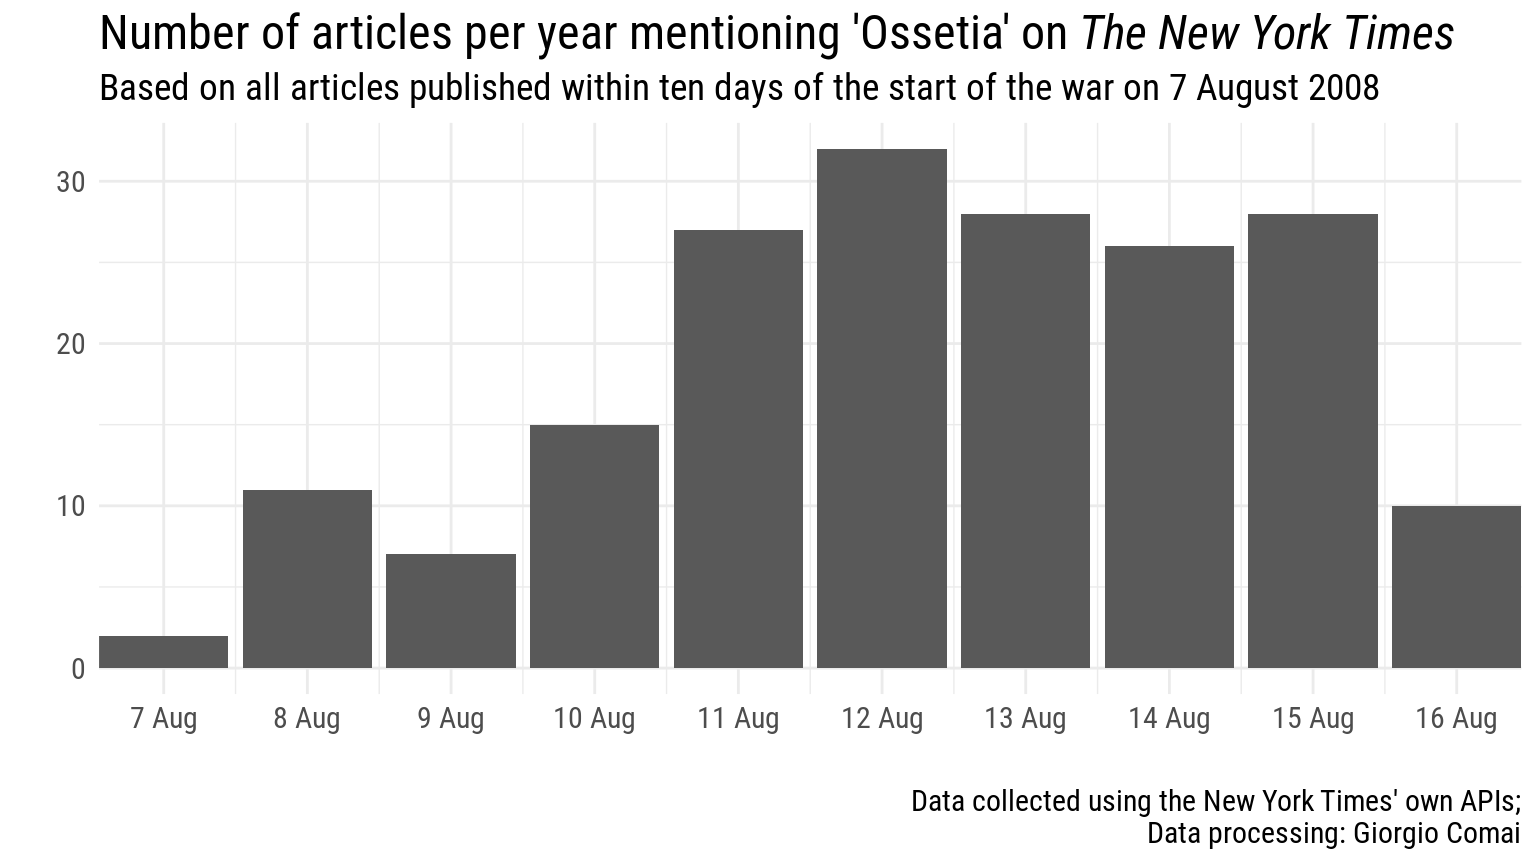 Number of articles per year mentioning 'Ossetia' on The New York Times
Based on all articles published within ten days of the start of the war on 7 August 2008
30
20
10
0
7 Aug 8 Aug 9 Aug 10 Aug 11 Aug 12 Aug 13 Aug 14 Aug 15 Aug 16 Aug
Data collected using the New York Times' own APIs;
Data processing: Giorgio Comai